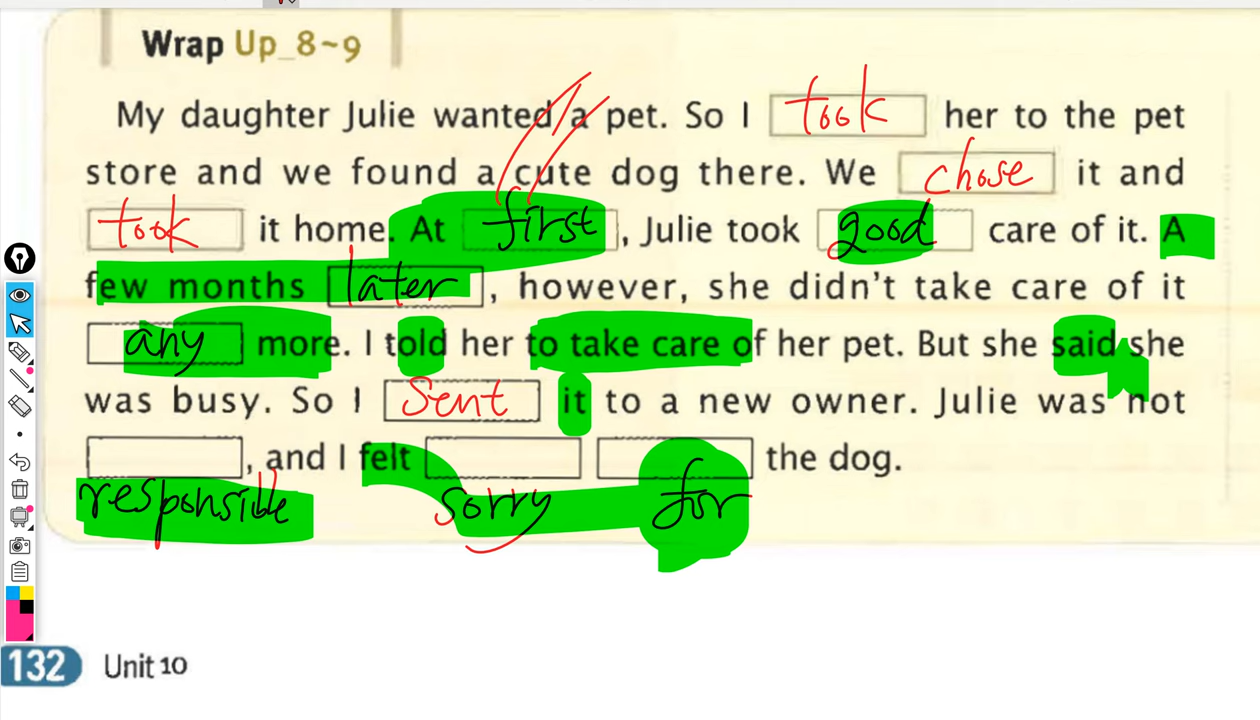 Wrap Up_8~9
My daughter Julie wanted a pet. So I took her to the pet
store and we found a cute dog there. We chose it and
took it home. At first, Julie took good care of it. A
few months later, however, she didn't take care of it
any more. I told her to take care of her pet. But she said she
was busy. So I sent it to a new owner. Julie was not
, and I felt the dog.
responsible sorry for
132 Unit 10